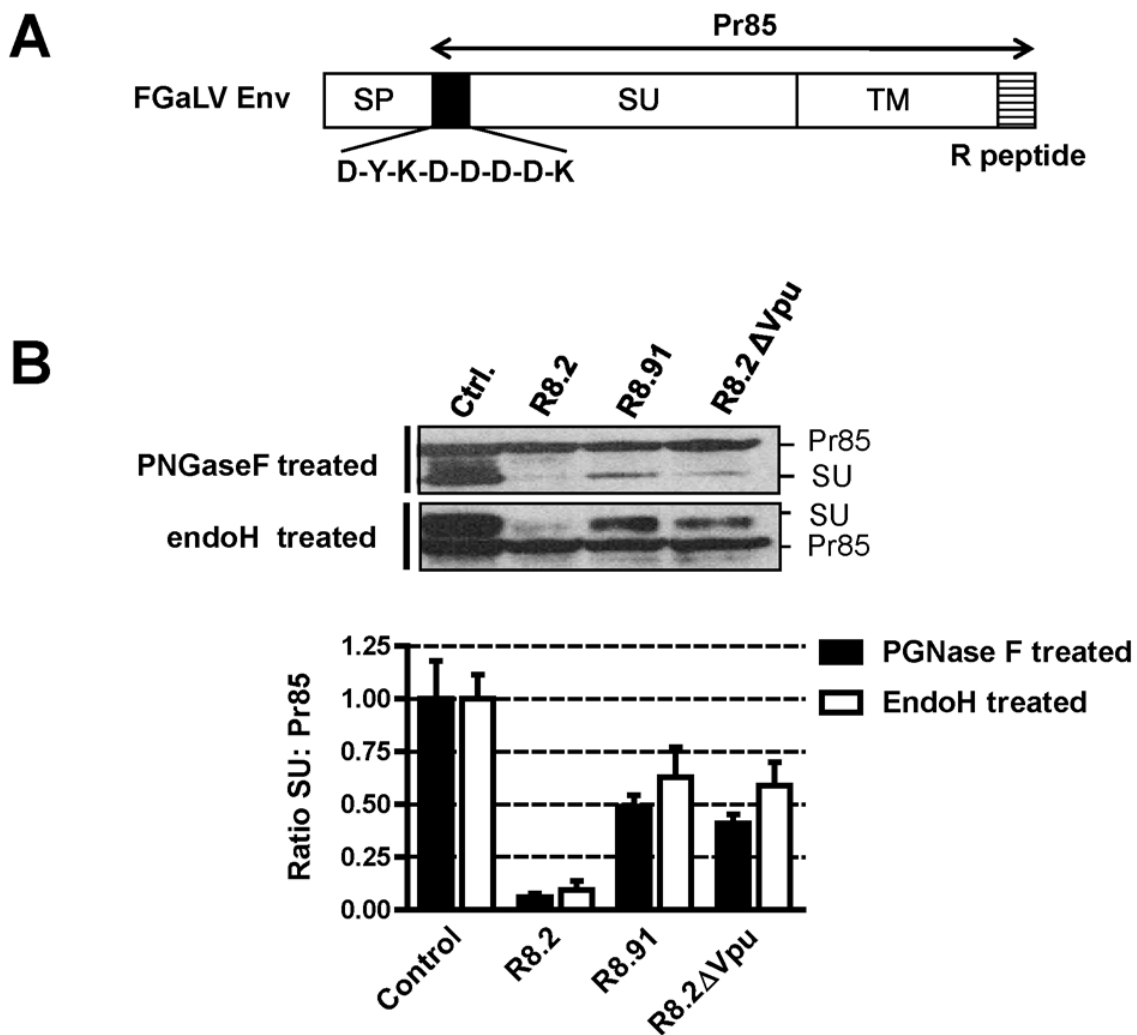 A
Pr85
FGaLV Env
SP
SU
TM
R peptide
D-Y-K-D-D-D-D-K
B
Ctrl.
R8.2
R8.91
R8.2 ΔVpu
PNGaseF treated
Pr85
SU
endoH treated
SU
Pr85
Ratio SU: Pr85
1.25
1.00
0.75
0.50
0.25
0.00
Control
R8.2
R8.91
R8.2ΔVpu
PGNase F treated
EndoH treated